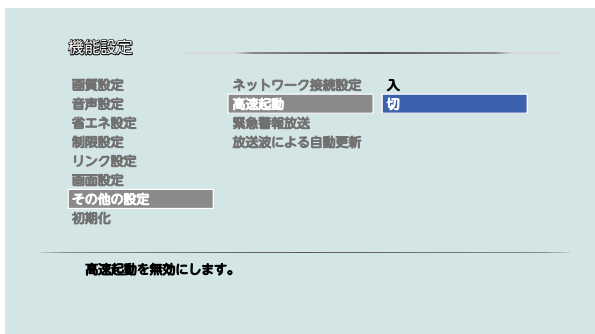 機能設定
画質設定
音声設定
省エネ設定
制限設定
リンク設定
画面設定
その他の設定
初期化
ネットワーク接続設定
高速起動
緊急警報放送
放送波による自動更新
入
切
高速起動を無効にします。